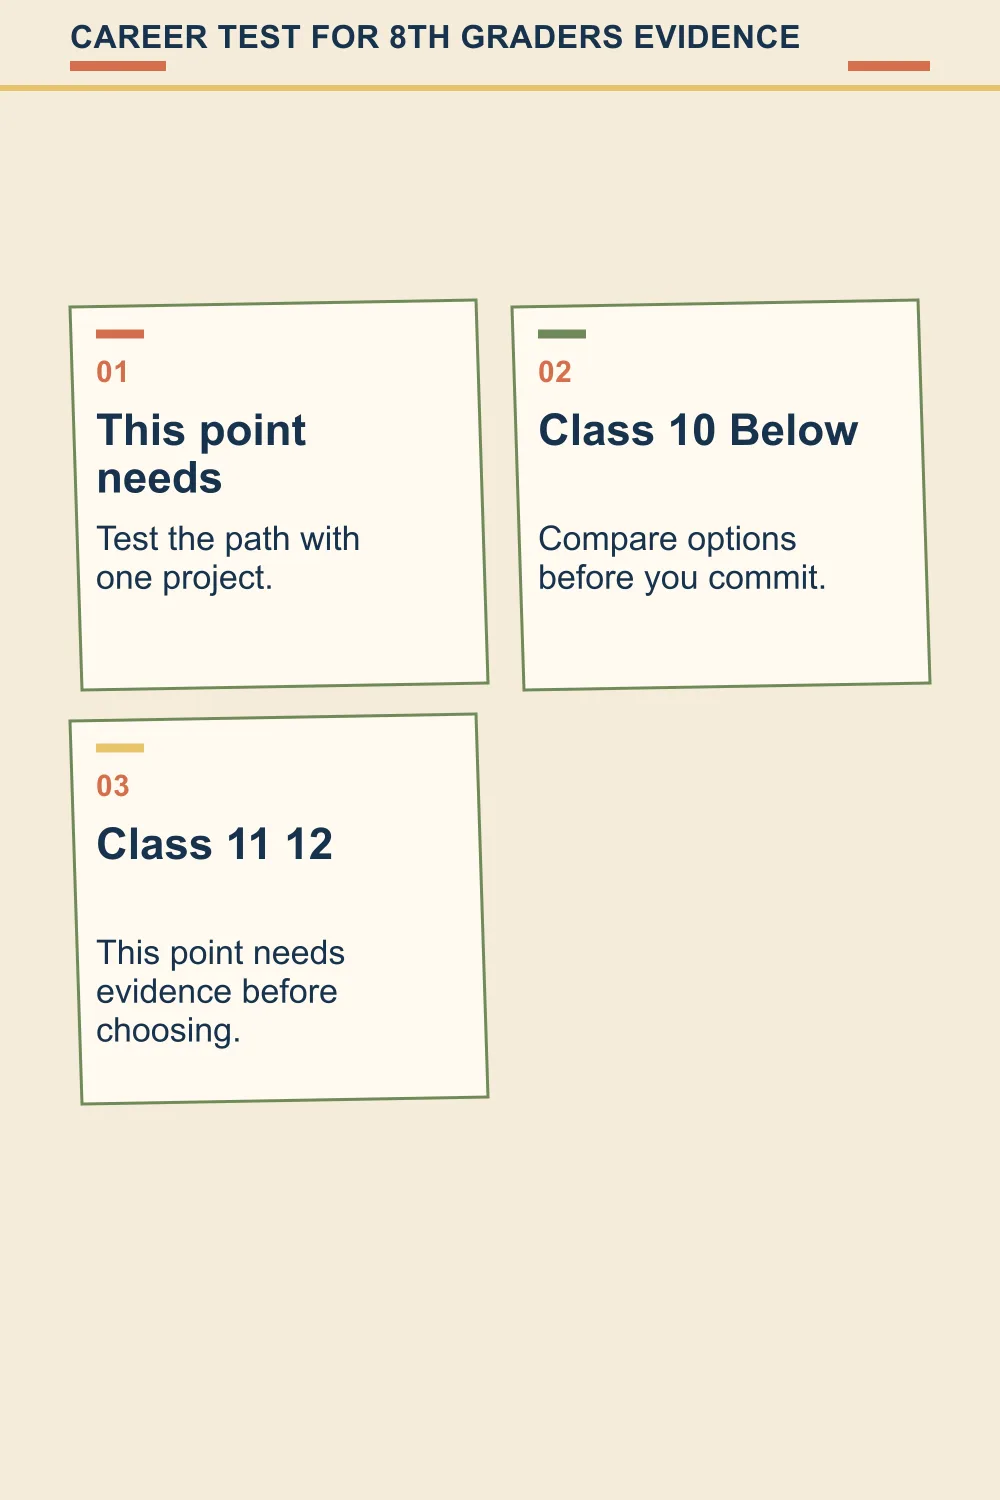 CAREER TEST FOR 8TH GRADERS EVIDENCE
01
This point
needs
Test the path with
one project.
02
Class 10 Below
Compare options
before you commit.
03
Class 11 12
This point needs
evidence before
choosing.